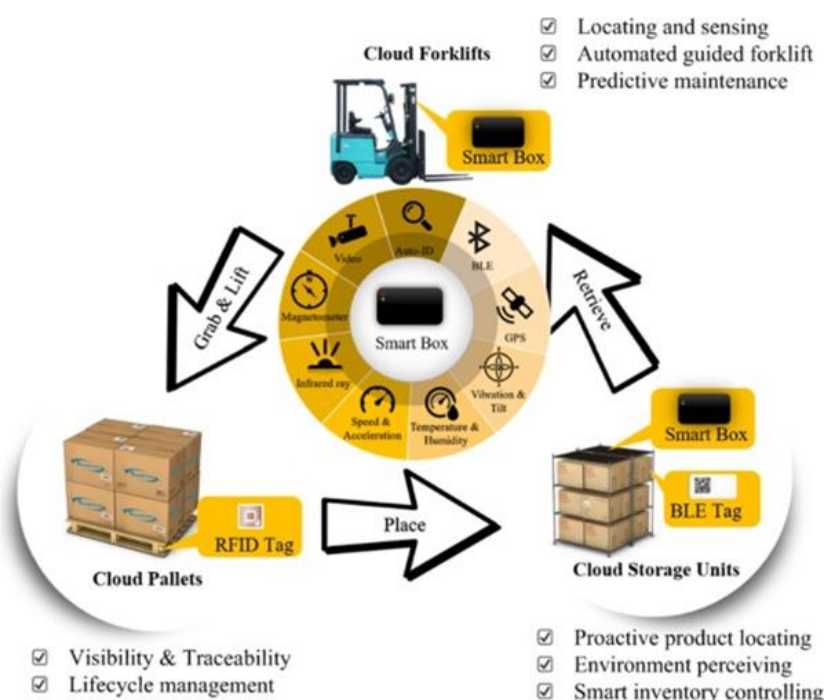 Locating and sensing
Cloud Forklifts
Automated guided forklift
Predictive maintenance
Smart Box
Video
Auto-ID
BLE
Magnetometer
GPS
Smart Box
Infrared ray
Vibration &
Tilt
Speed &
Acceleration
Temperature &
Humidity
Grab & Lift
Retrieve
Place
RFID Tag
Cloud Pallets
Smart Box
BLE Tag
Cloud Storage Units
Visibility & Traceability
Lifecycle management
Proactive product locating
Environment perceiving
Smart inventory controlling